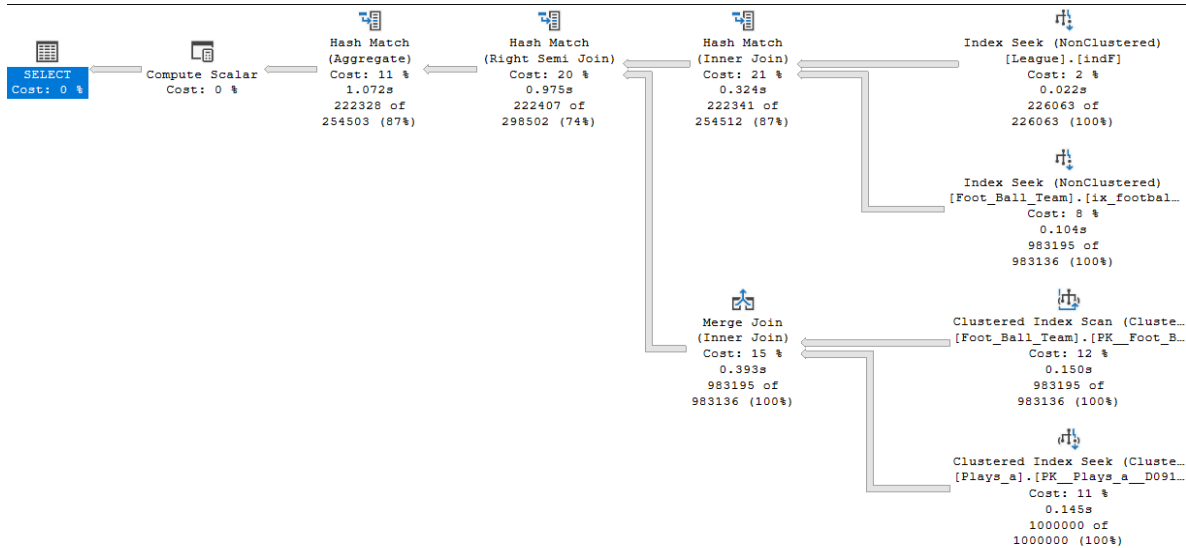 SELECT
Cost: 0 %
Compute Scalar
Cost: 0 %
Hash Match
(Aggregate)
Cost: 11 %
1.072s
222328 of
254503 (87%)
Hash Match
(Right Semi Join)
Cost: 20 %
0.975s
222407 of
298502 (74%)
Hash Match
(Inner Join)
Cost: 21 %
0.324s
222341 of
254512 (87%)
Index Seek (NonClustered)
[League].[indF]
Cost: 2 %
0.022s
226063 of
226063 (100%)
Index Seek (NonClustered)
[Foot_Ball_Team].[ix_footbal…
Cost: 8 %
0.104s
983195 of
983136 (100%)
Merge Join
(Inner Join)
Cost: 15 %
0.393s
983195 of
983136 (100%)
Clustered Index Scan (Cluste…
[Foot_Ball_Team].[PK__Foot_B…
Cost: 12 %
0.150s
983195 of
983136 (100%)
Clustered Index Seek (Cluste…
[Plays_a].[PK__Plays_a__D091…
Cost: 11 %
0.145s
1000000 of
1000000 (100%)